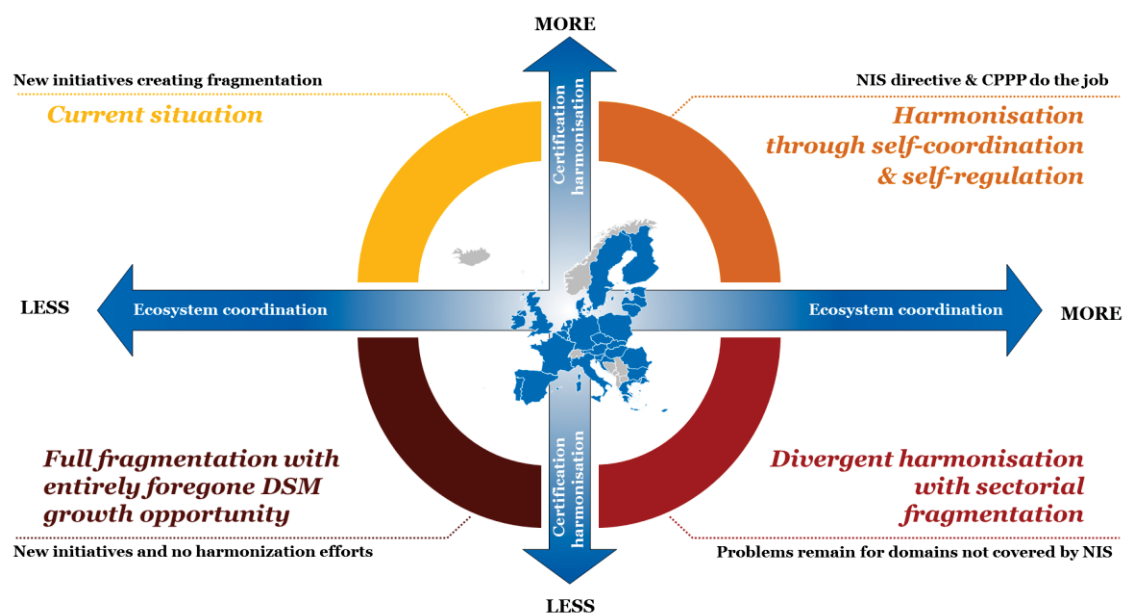 MORE
New initiatives creating fragmentation
Current situation
Certification
harmonisation
NIS directive & CPPP do the job
Harmonisation
through self-coordination
& self-regulation
LESS
Ecosystem coordination
Ecosystem coordination
MORE
Full fragmentation with
entirely foregone DSM
growth opportunity
New initiatives and no harmonization efforts
Certification
harmonisation
Divergent harmonisation
with sectorial
fragmentation
Problems remain for domains not covered by NIS
LESS